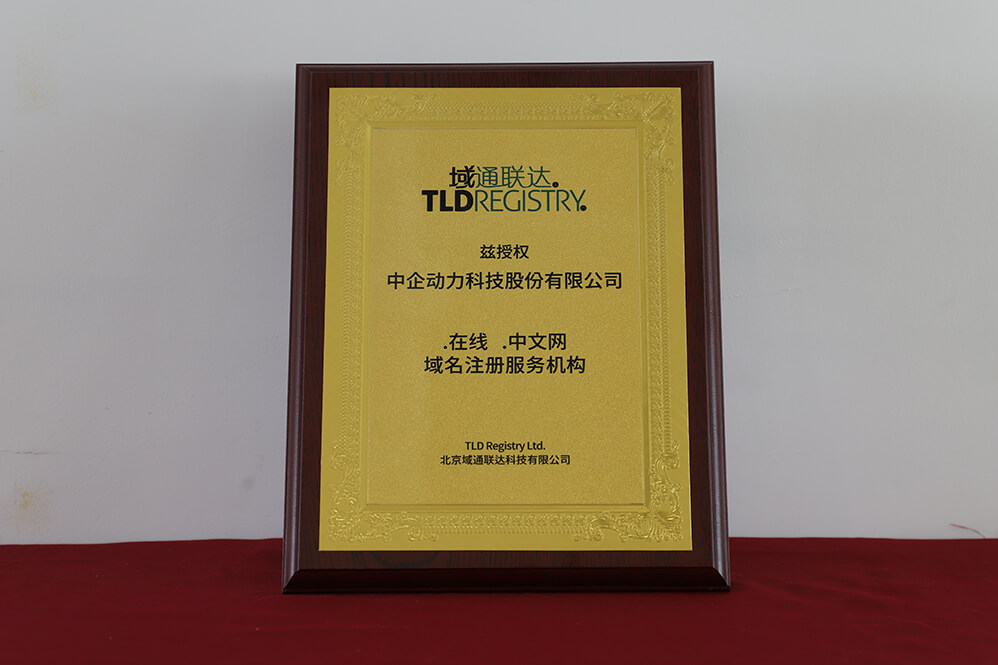 域通联达.
TLDREGISTRY.
兹授权
中企动力科技股份有限公司
.在线 .中文网
域名注册服务机构
TLD Registry Ltd.
北京域通联达科技有限公司